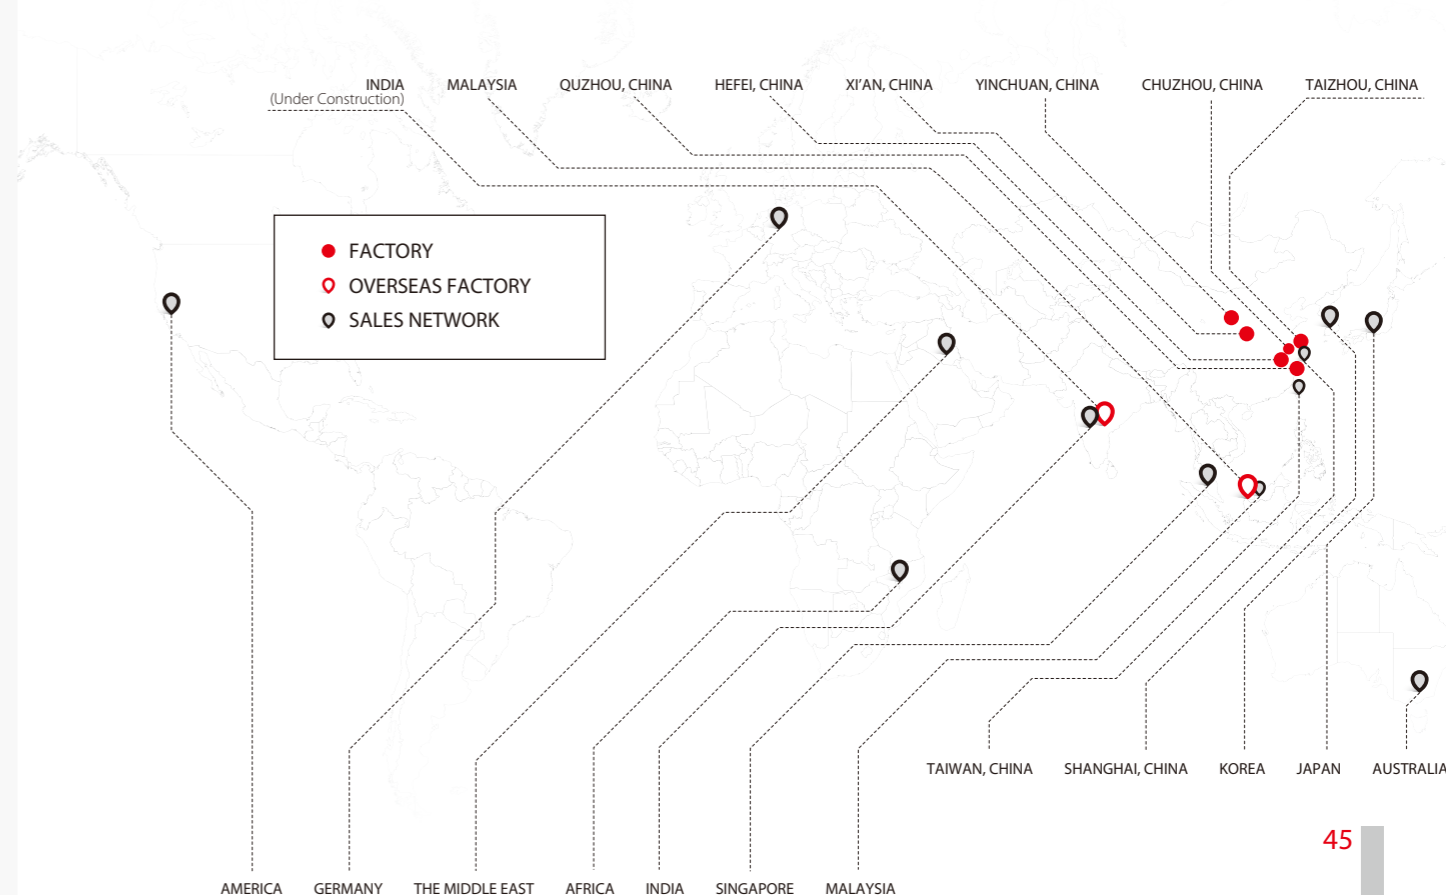 INDIA
(Under Construction)
MALAYSIA
QUZHOU, CHINA
HEFEI, CHINA
XI'AN, CHINA
YINCHUAN, CHINA
CHUZHOU, CHINA
TAIZHOU, CHINA
FACTORY
OVERSEAS FACTORY
SALES NETWORK
TAIWAN, CHINA
SHANGHAI, CHINA
KOREA
JAPAN
AUSTRALIA
45
AMERICA
GERMANY
THE MIDDLE EAST
AFRICA
INDIA
SINGAPORE
MALAYSIA